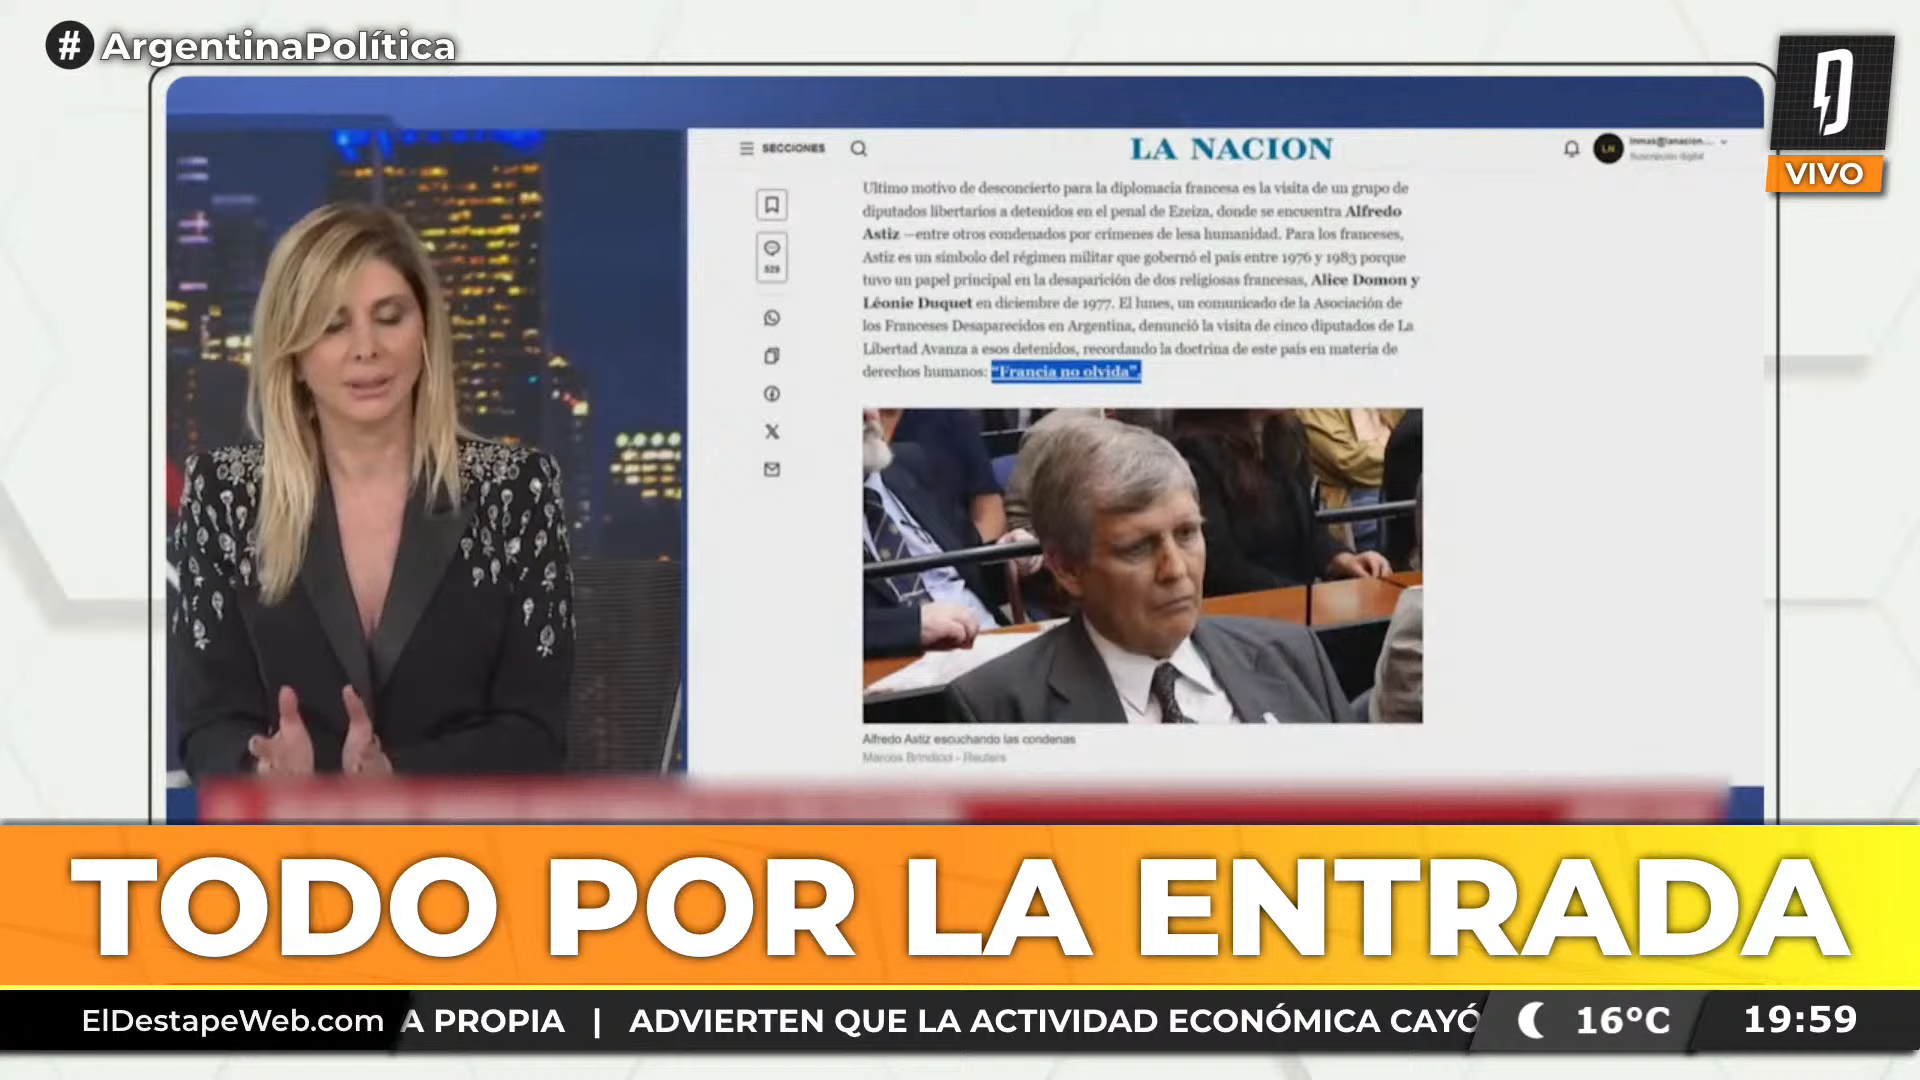 # ArgentinaPolítica
VIVO
SECCIONES
LA NACION
LN
Suscripción digital
Ultimo motivo de desconcierto para la diplomacia francesa es la visita de un grupo de
diputados libertarios a detenidos en el penal de Ezeiza, donde se encuentra Alfredo
Astiz —entre otros condenados por crímenes de lesa humanidad. Para los franceses,
Astiz es un símbolo del régimen militar que gobernó el país entre 1976 y 1983 porque
tuvo un papel principal en la desaparición de dos religiosas francesas, Alice Domon y
Léonie Duquet en diciembre de 1977. El lunes, un comunicado de la Asociación de
los Franceses Desaparecidos en Argentina, denunció la visita de cinco diputados de La
Libertad Avanza a esos detenidos, recordando la doctrina de este país en materia de
derechos humanos: “Francia no olvida”.
529
Alfredo Astiz escuchando las condenas
Marcos Brindicci - Reuters
TODO POR LA ENTRADA
ElDestapeWeb.com
A PROPIA | ADVIERTEN QUE LA ACTIVIDAD ECONÓMICA CAYÓ
16°C
19:59